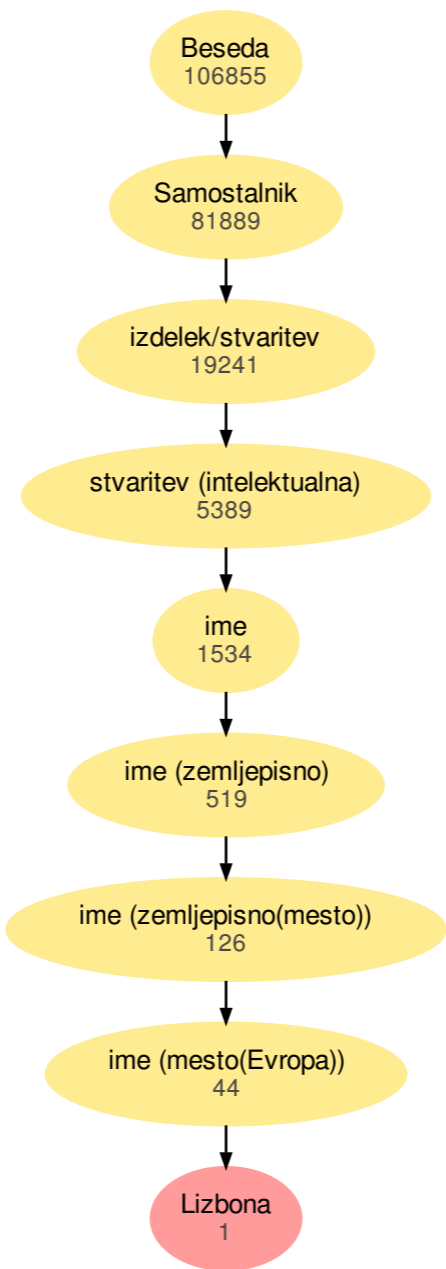 Beseda
106855
Samostalnik
81889
izdelek/stvaritev
19241
stvaritev (intelektualna)
5389
ime
1534
ime (zemljepisno)
519
ime (zemljepisno(mesto))
126
ime (mesto(Evropa))
44
Lizbona
1